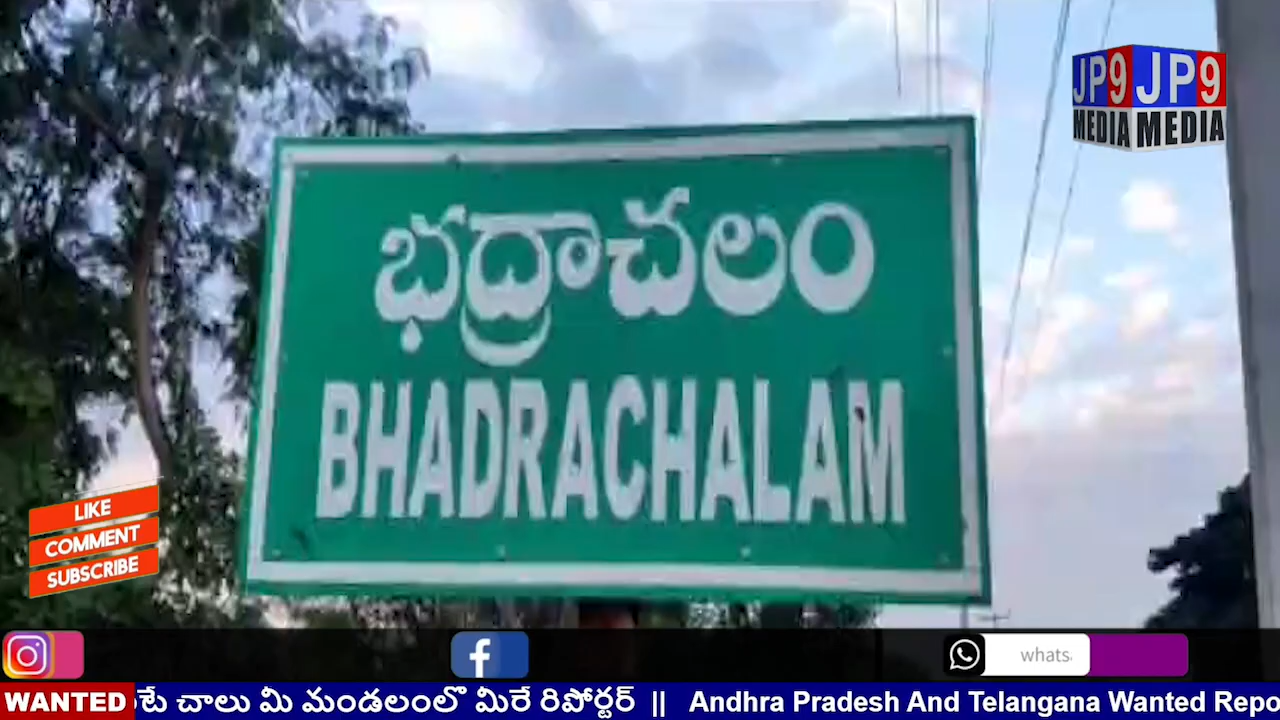 JP9 JP9
MEDIA MEDIA
భద్రాచలం
BHADRACHALAM
LIKE
COMMENT
SUBSCRIBE
whats
WANTED చాలు మీ మండలంలో మీరే రిపోర్టర్ || Andhra Pradesh And Telangana Wanted Repo